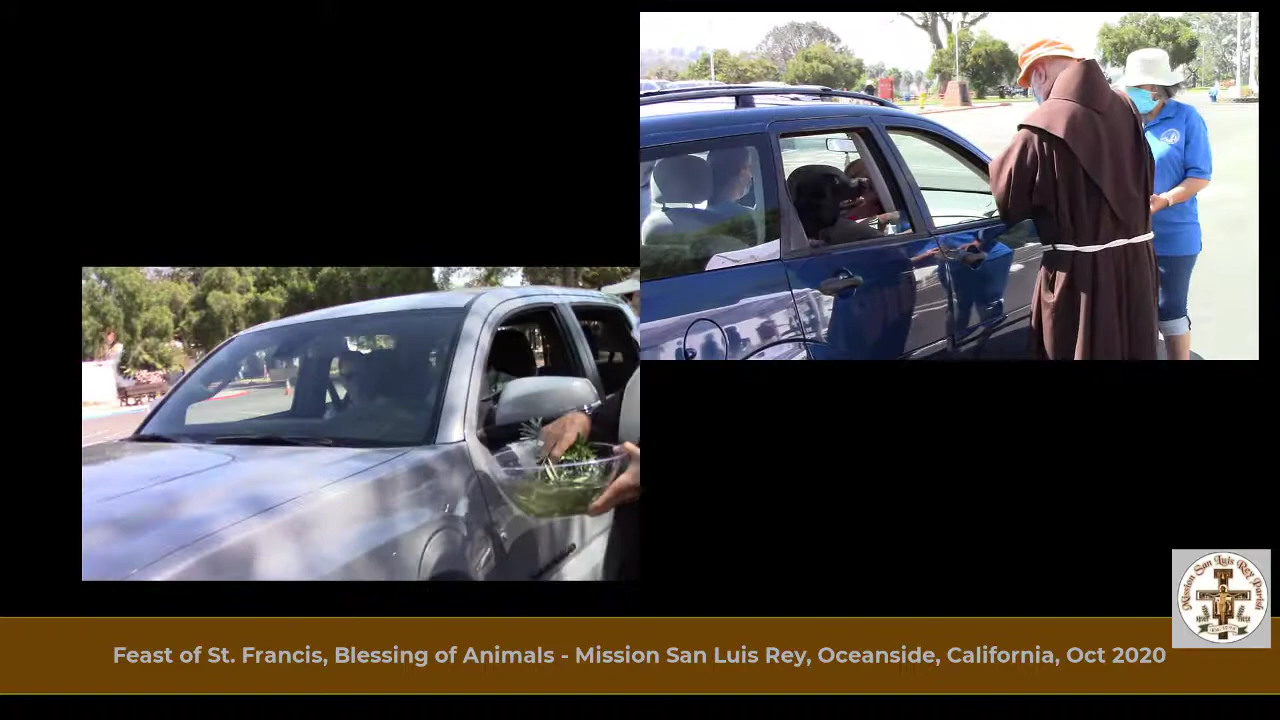 Mission San Luis Rey Parish
Feast of St. Francis, Blessing of Animals - Mission San Luis Rey, Oceanside, California, Oct 2020